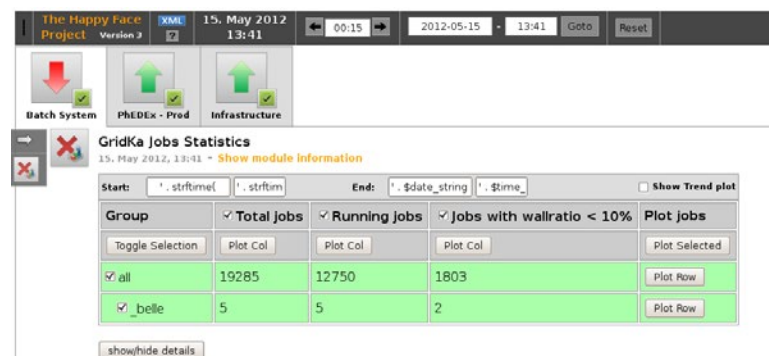 The Happy Face
Project Version 3
XML
?
15. May 2012
13:41
00:15
2012-05-15 - 13:41 Goto Reset
Batch System PhEDEx - Prod Infrastructure
GridKa Jobs Statistics
15. May 2012, 13:41 - Show module information
Start: '. strftime( '. strftim End: '. $date_string '. $time_ Show Trend plot
Group Total jobs Running jobs Jobs with wallratio < 10% Plot jobs
Toggle Selection Plot Col Plot Col Plot Col Plot Selected
all 19285 12750 1803 Plot Row
_belle 5 5 2 Plot Row
show/hide details